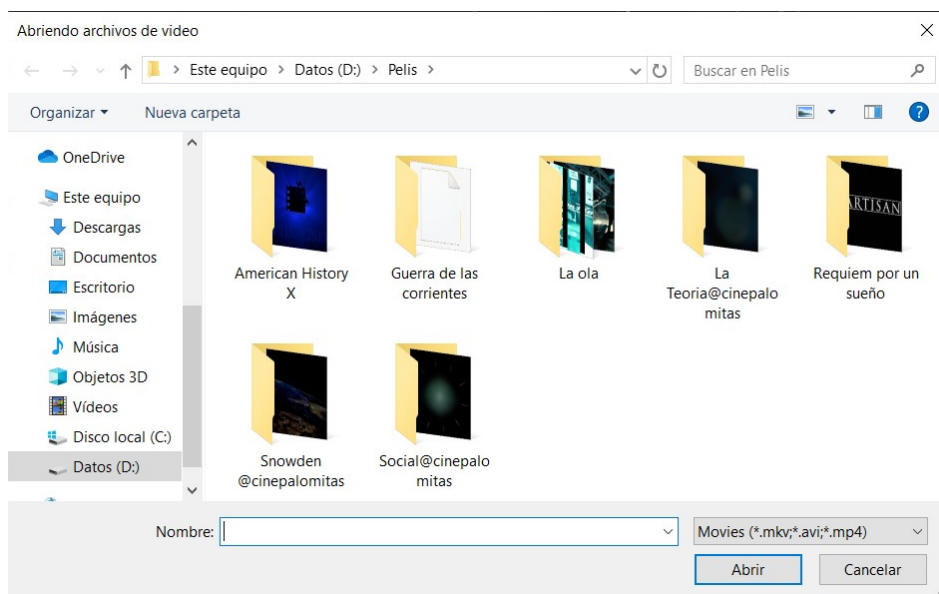 Abriendo archivos de video
Este equipo > Datos (D:) > Pelis >
Buscar en Pelis
Organizar
Nueva carpeta
OneDrive
Este equipo
Descargas
Documentos
Escritorio
Imágenes
Música
Objetos 3D
Vídeos
Disco local (C:)
Datos (D:)
American History
X
Guerra de las
corrientes
La ola
La
Teoria@cinepalo
mitas
ARTISAN
Requiem por un
sueño
Snowden
@cinepalomitas
Social@cinepalo
mitas
Nombre:
Movies (*.mkv;*.avi;*.mp4)
Abrir
Cancelar